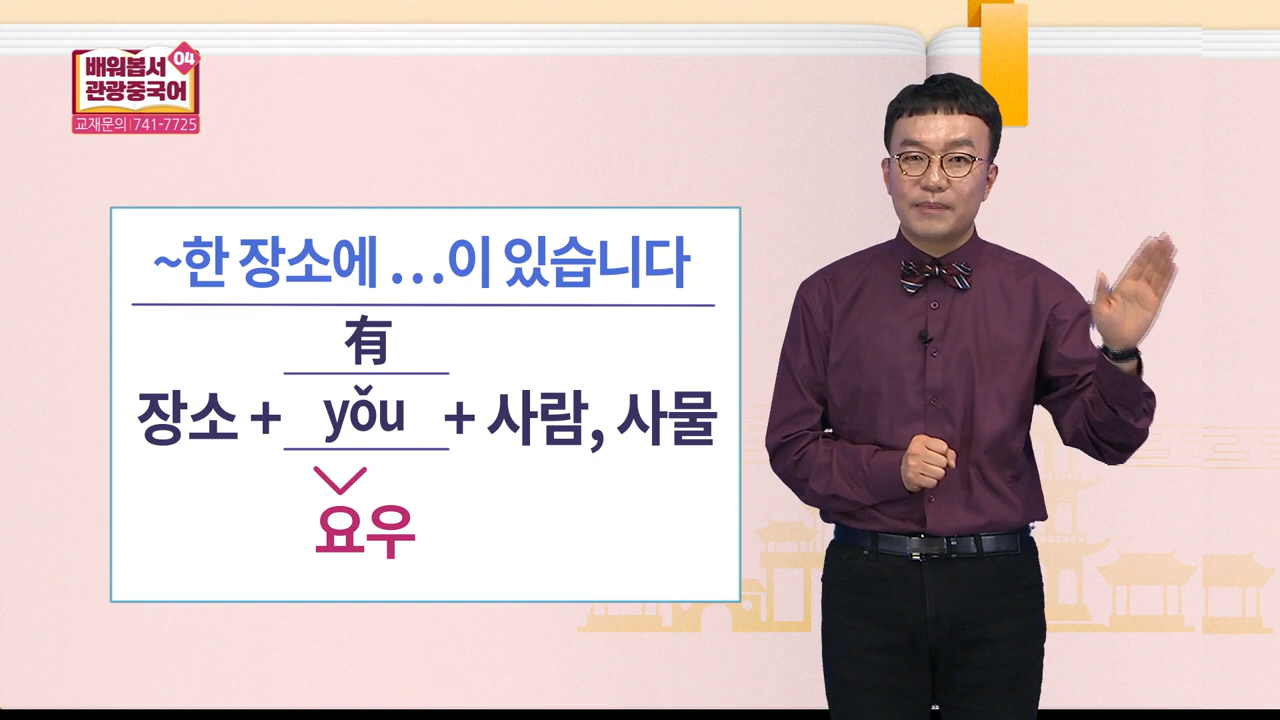 배워봅서 04
관광중국어
교재문의 | 741-7725
~한 장소에 …이 있습니다
有
장소 + yǒu + 사람, 사물
요우